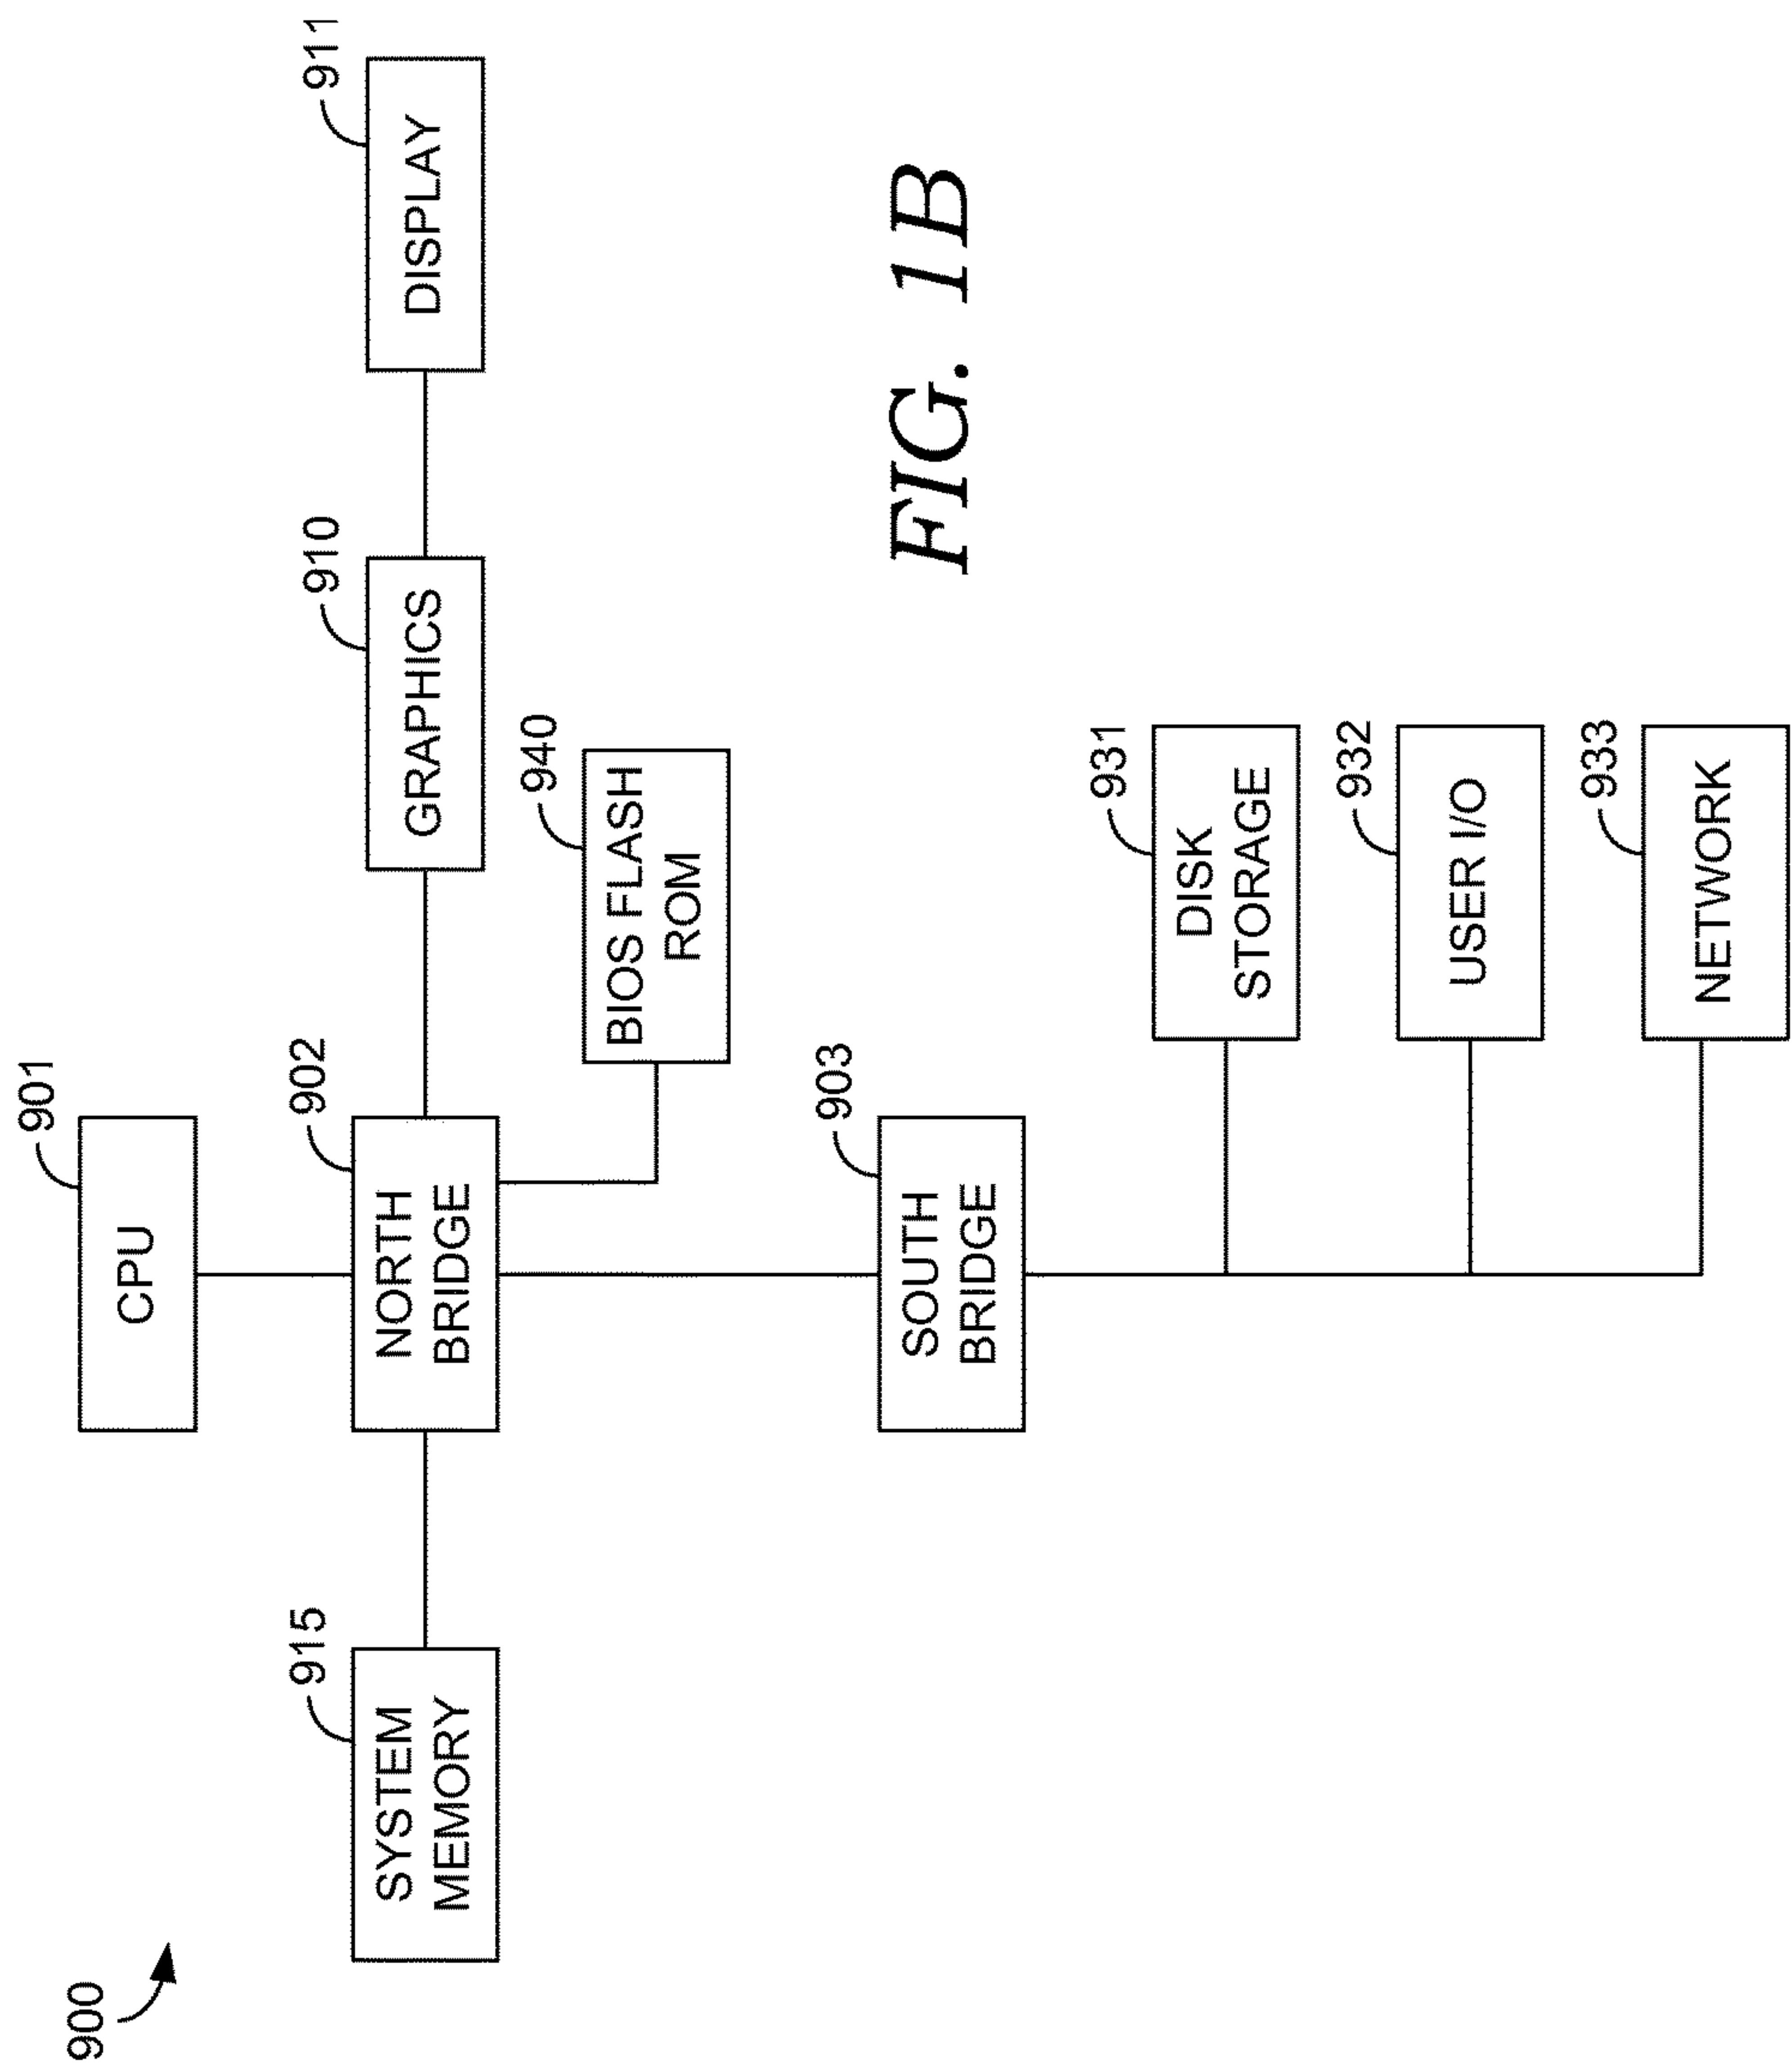 900
901
CPU
915
SYSTEM
MEMORY
902
NORTH
BRIDGE
910
GRAPHICS
911
DISPLAY
940
BIOS FLASH
ROM
903
SOUTH
BRIDGE
931
DISK
STORAGE
932
USER I/O
933
NETWORK
FIG. 1B